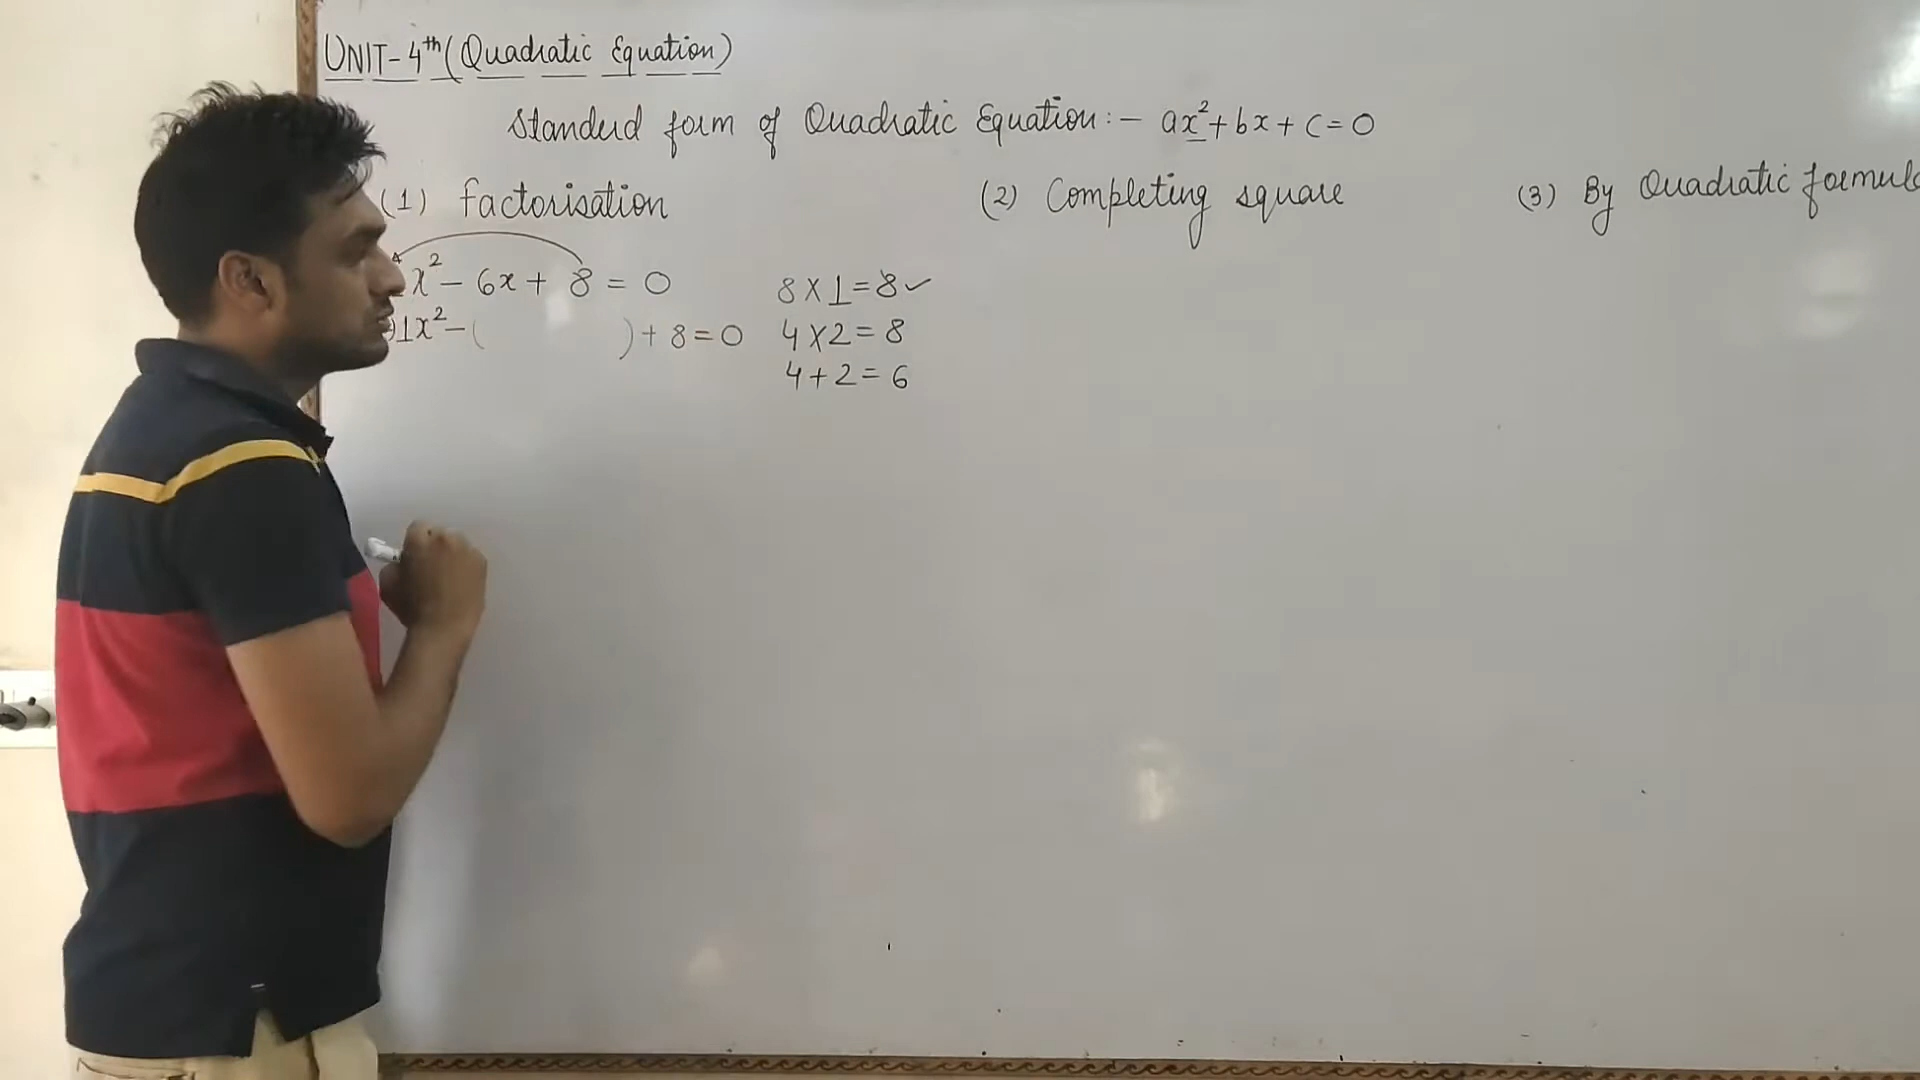 UNIT-4th (Quadratic Equation)
Standerd form of Quadratic Equation:- ax²+bx+c=0
(1) factorisation
(2) Completing square
(3) By Quadratic formula
x²-6x+8=0
1x²-( )+8=0
8×1=8✓
4×2=8
4+2=6